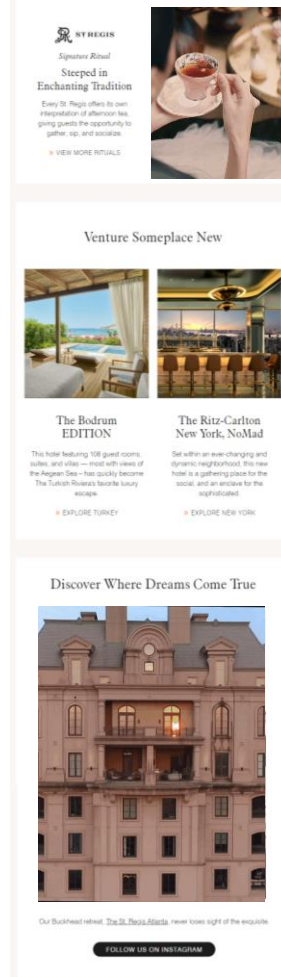 ST REGIS
Signature Ritual
Steeped in
Enchanting Tradition
Every St. Regis offers its own
interpretation of afternoon tea,
giving guests the opportunity to
gather, sip, and socialize.
» VIEW MORE RITUALS
Venture Someplace New
The Bodrum
EDITION
This hotel featuring 108 guest rooms,
suites, and villas — most with views of
the Aegean Sea – has quickly become
The Turkish Riviera's favorite luxury
escape.
» EXPLORE TURKEY
The Ritz-Carlton
New York, NoMad
Set within an ever-changing and
dynamic neighborhood, this new
hotel is a gathering place for the
social, and an enclave for the
sophisticated.
» EXPLORE NEW YORK
Discover Where Dreams Come True
Our Buckhead retreat, The St. Regis Atlanta, never loses sight of the exquisite.
FOLLOW US ON INSTAGRAM